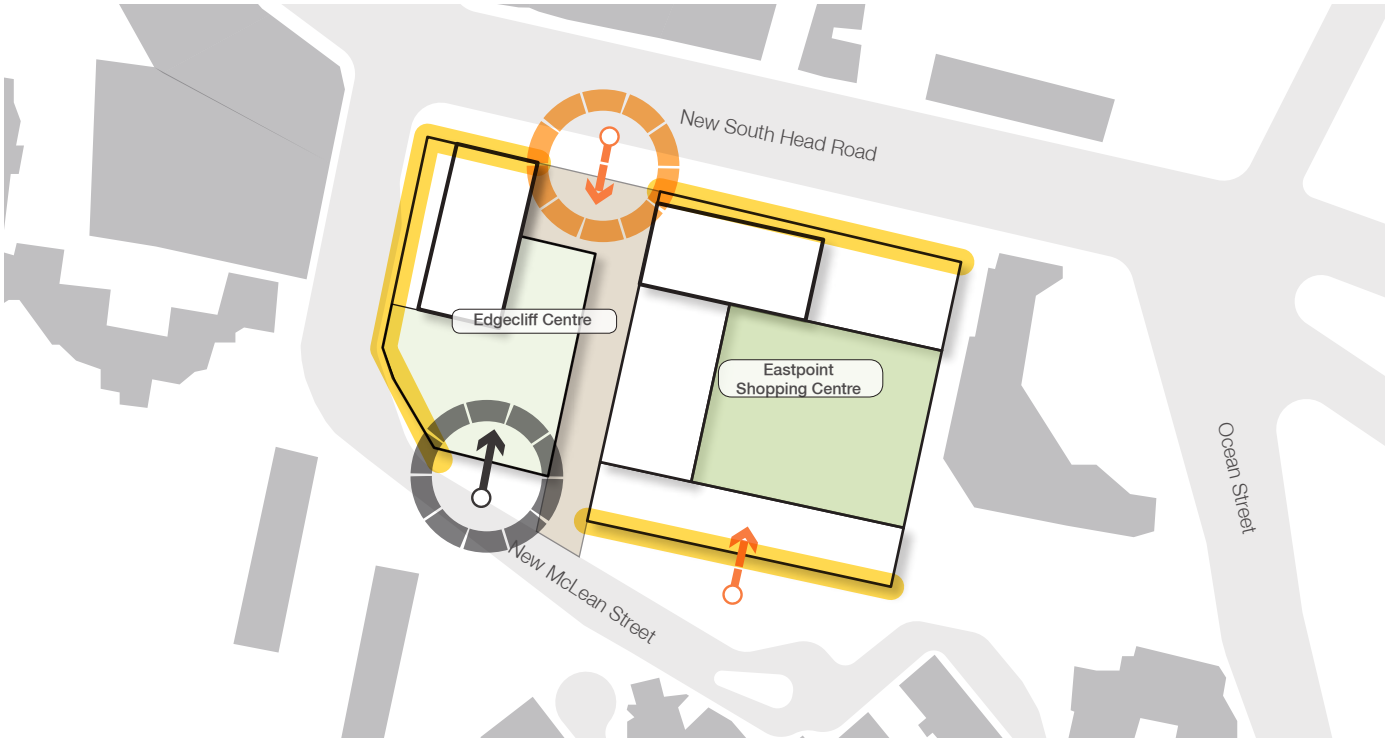 New South Head Road
Edgecliff Centre
Eastpoint
Shopping Centre
Ocean Street
New McLean Street